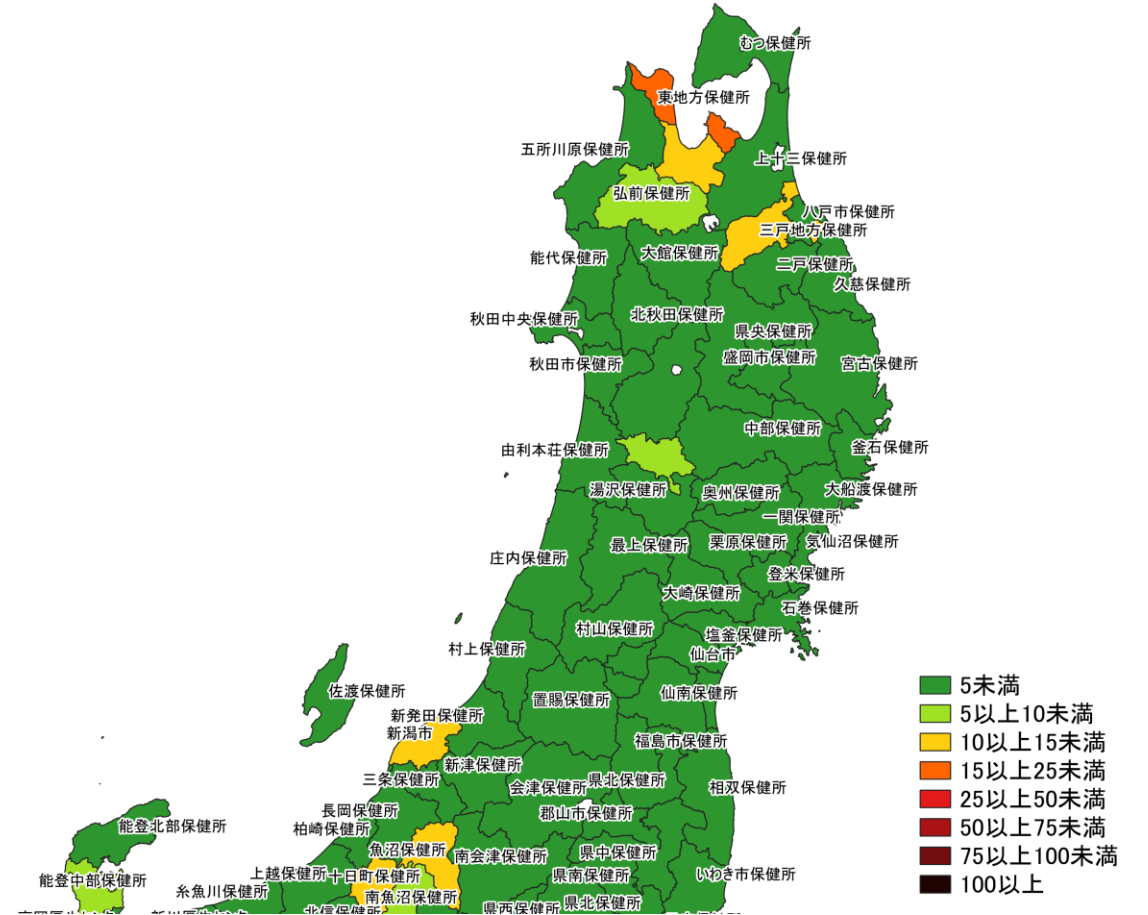 むつ保健所
東地方保健所
五所川原保健所
上十三保健所
弘前保健所
八戸市保健所
三戸地方保健所
大館保健所
能代保健所
二戸保健所
久慈保健所
北秋田保健所
秋田中央保健所
県央保健所
盛岡市保健所
秋田市保健所
宮古保健所
中部保健所
釜石保健所
由利本荘保健所
湯沢保健所
奥州保健所
大船渡保健所
一関保健所
気仙沼保健所
栗原保健所
最上保健所
庄内保健所
登米保健所
大崎保健所
石巻保健所
村山保健所
塩釜保健所
仙台市
村上保健所
佐渡保健所
置賜保健所
仙南保健所
新発田保健所
新潟市
福島市保健所
新津保健所
三条保健所
会津保健所
県北保健所
相双保健所
長岡保健所
郡山市保健所
柏崎保健所
能登北部保健所
魚沼保健所
南会津保健所
県中保健所
上越保健所
十日町保健所
県南保健所
いわき市保健所
能登中部保健所
糸魚川保健所
南魚沼保健所
北信保健所
県西保健所
県北保健所
5未満
5以上10未満
10以上15未満
15以上25未満
25以上50未満
50以上75未満
75以上100未満
100以上